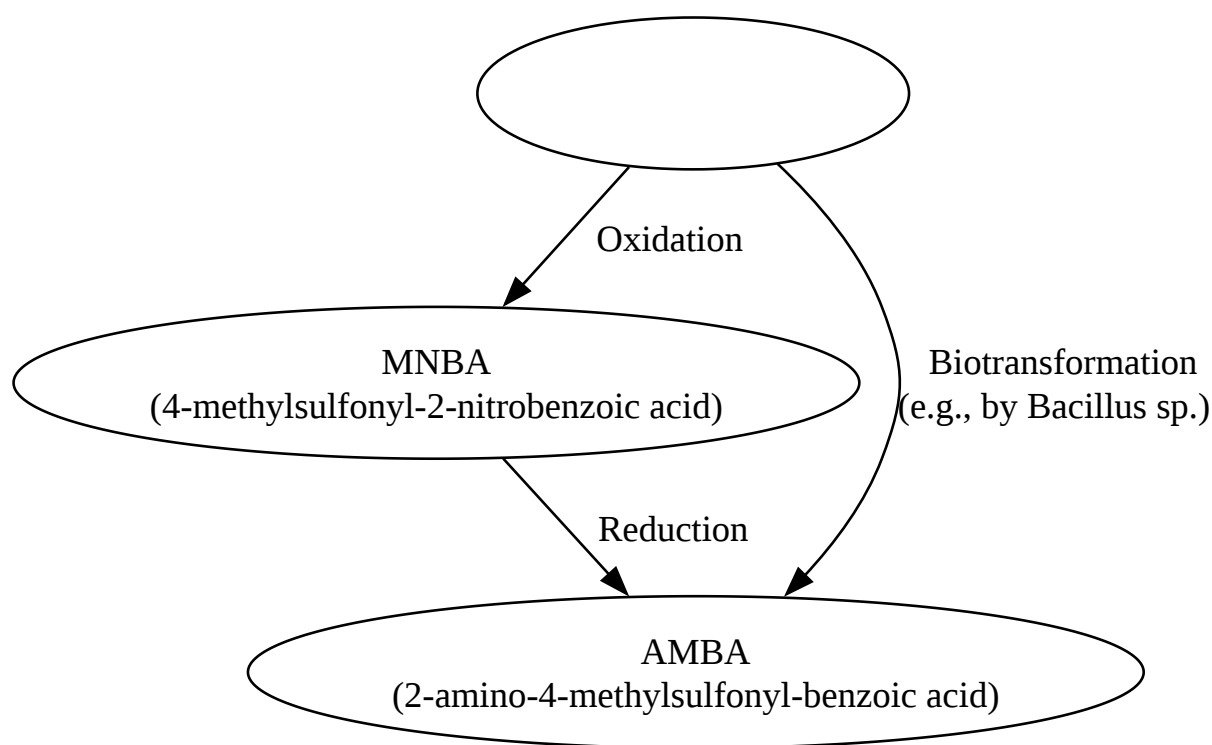 Oxidation
MNBA
(4-methylsulfonyl-2-nitrobenzoic acid)
Biotransformation
(e.g., by Bacillus sp.)
Reduction
AMBA
(2-amino-4-methylsulfonyl-benzoic acid)